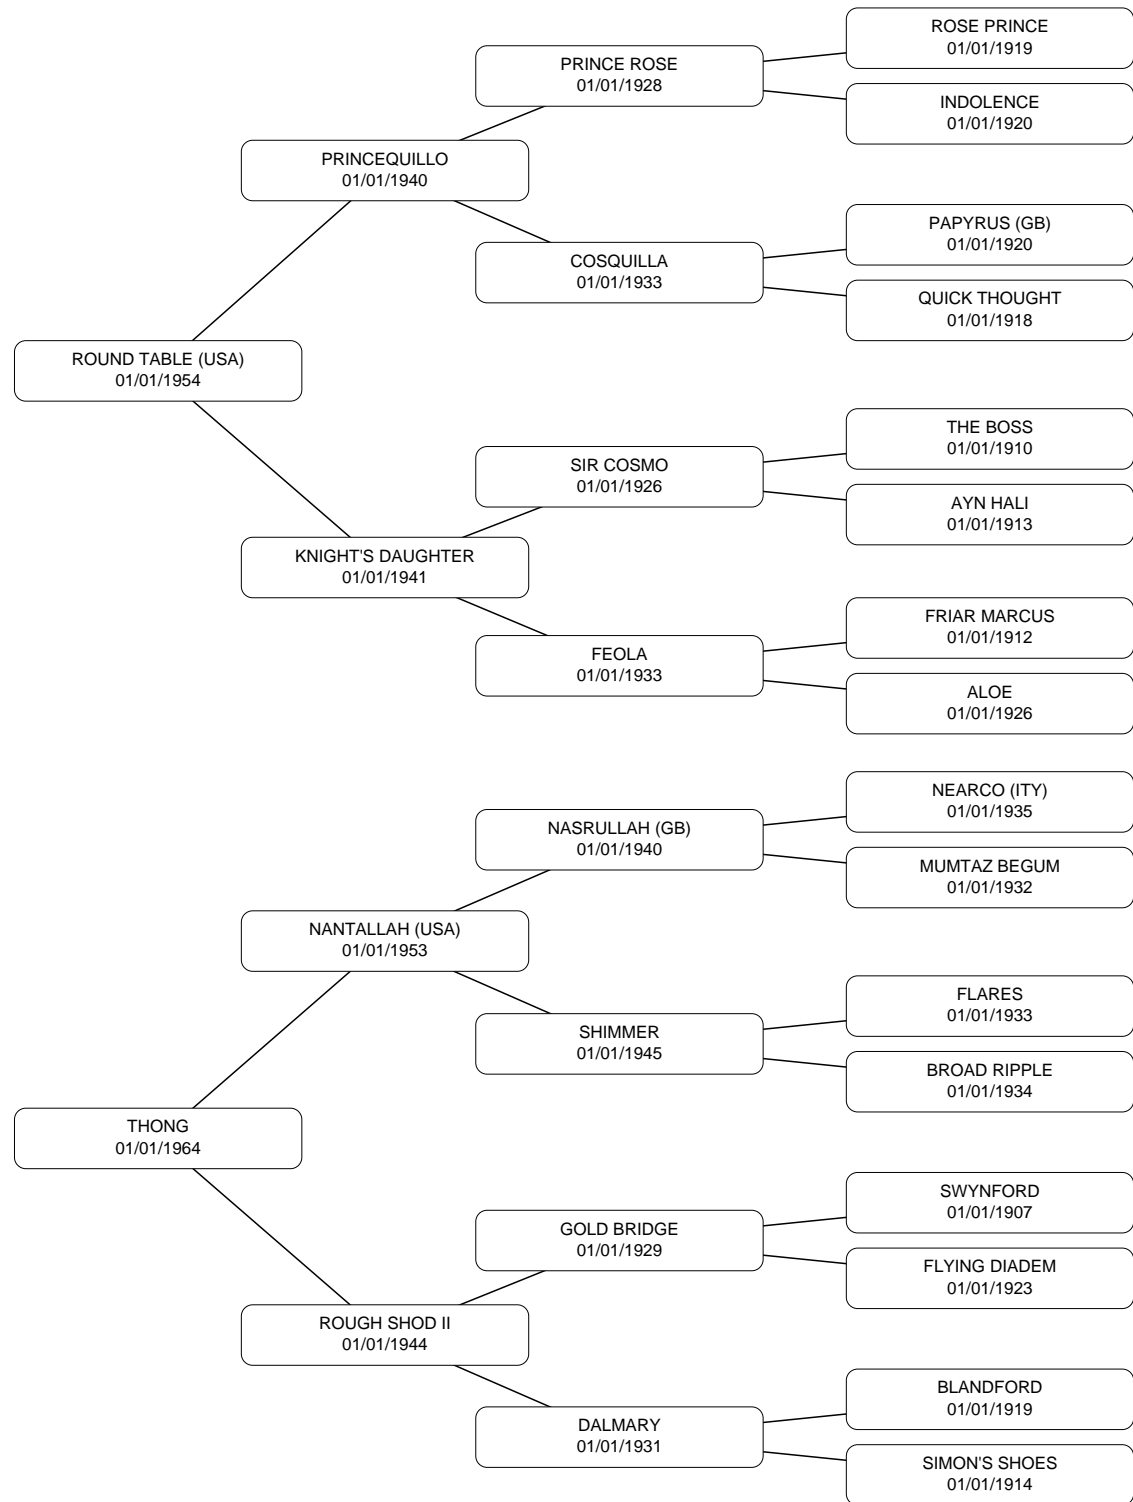 ROSE PRINCE
01/01/1919
PRINCE ROSE
01/01/1928
INDOLENCE
01/01/1920
PRINCEQUILLO
01/01/1940
PAPYRUS (GB)
01/01/1920
COSQUILLA
01/01/1933
QUICK THOUGHT
01/01/1918
ROUND TABLE (USA)
01/01/1954
THE BOSS
01/01/1910
SIR COSMO
01/01/1926
AYN HALI
01/01/1913
KNIGHT'S DAUGHTER
01/01/1941
FRIAR MARCUS
01/01/1912
FEOLA
01/01/1933
ALOE
01/01/1926
NEARCO (ITY)
01/01/1935
NASRULLAH (GB)
01/01/1940
MUMTAZ BEGUM
01/01/1932
NANTALLAH (USA)
01/01/1953
FLARES
01/01/1933
SHIMMER
01/01/1945
BROAD RIPPLE
01/01/1934
THONG
01/01/1964
SWYNFORD
01/01/1907
GOLD BRIDGE
01/01/1929
FLYING DIADEM
01/01/1923
ROUGH SHOD II
01/01/1944
BLANDFORD
01/01/1919
DALMARY
01/01/1931
SIMON'S SHOES
01/01/1914